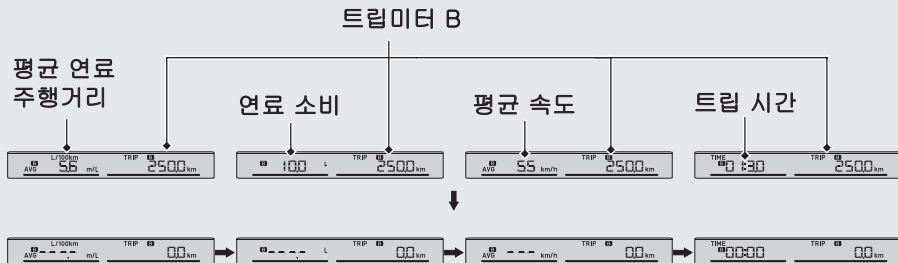 트립미터 B
평균 연료
주행거리
연료 소비
평균 속도
트립 시간
L/100km TRIP B
B AVG 5.6 m/L 250.0 km
TRIP B
B 10.0 L 250.0 km
TRIP B
B AVG 55 km/h 250.0 km
TIME TRIP B
B 01:30 250.0 km
L/100km TRIP B
B AVG ---.- m/L 0.0 km
TRIP B
B ----.- L 0.0 km
TRIP B
B AVG --- km/h 0.0 km
TIME TRIP B
B 00:00 0.0 km